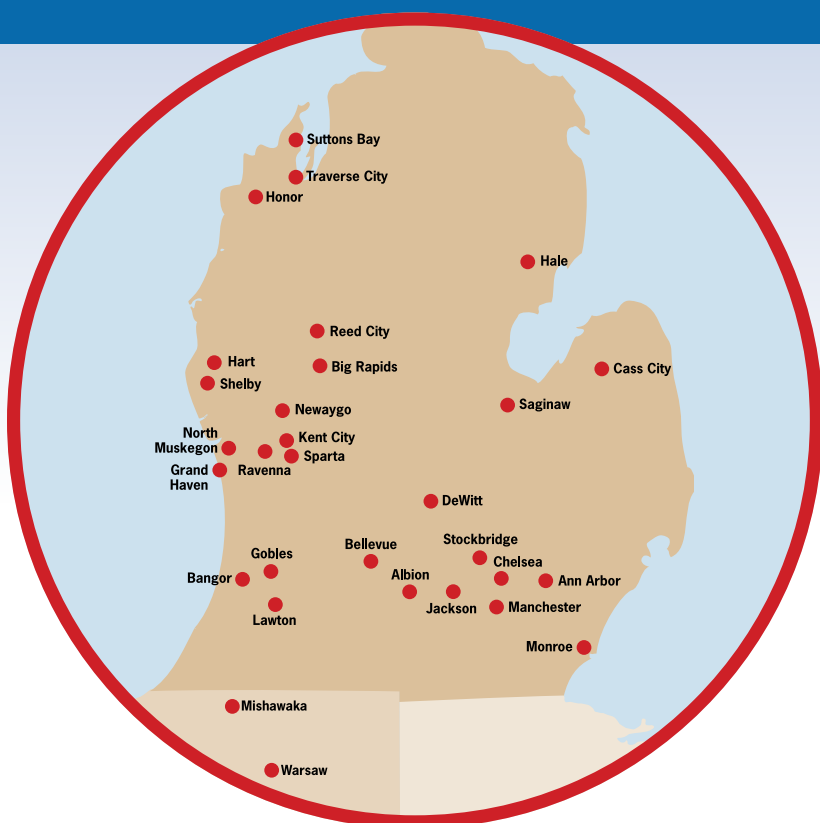 Suttons Bay
Traverse City
Honor
Hale
Reed City
Hart
Big Rapids
Cass City
Shelby
Saginaw
Newaygo
North
Muskegon
Kent City
Sparta
Ravenna
Grand
Haven
DeWitt
Stockbridge
Bellevue
Gobles
Chelsea
Albion
Bangor
Ann Arbor
Jackson
Manchester
Lawton
Monroe
Mishawaka
Warsaw